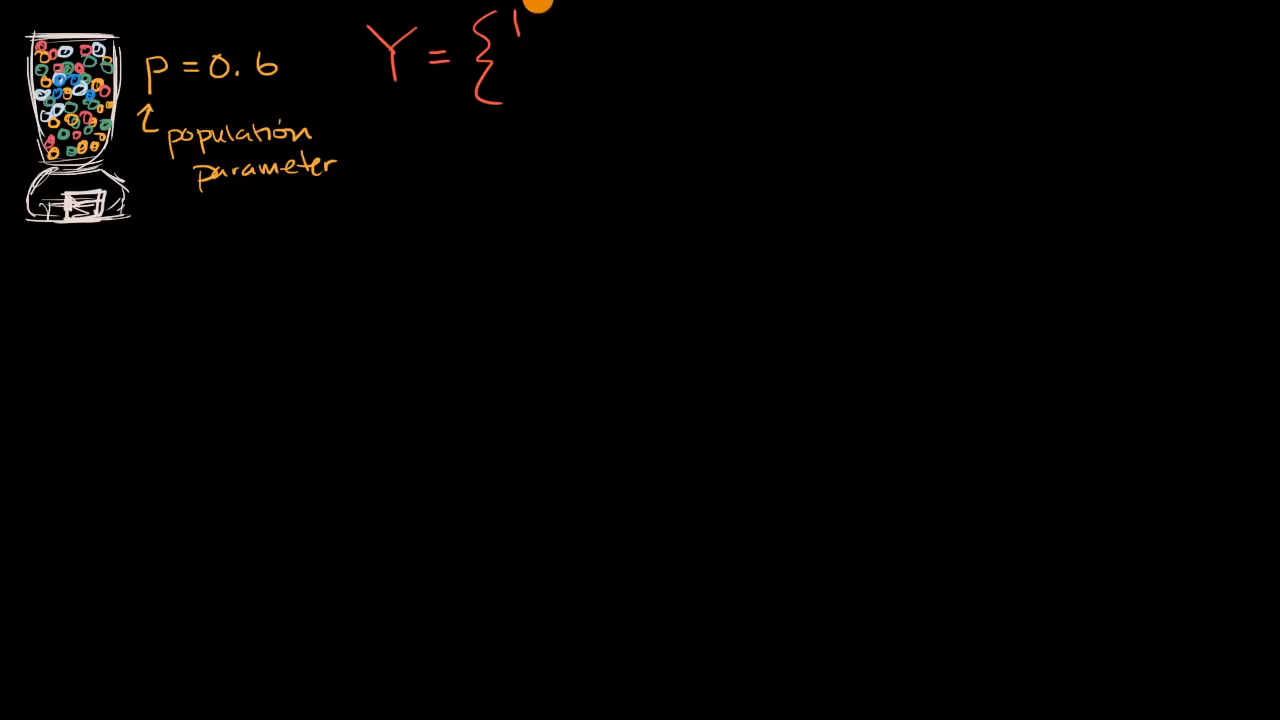 p = 0.6
population
parameter
Y = { 1